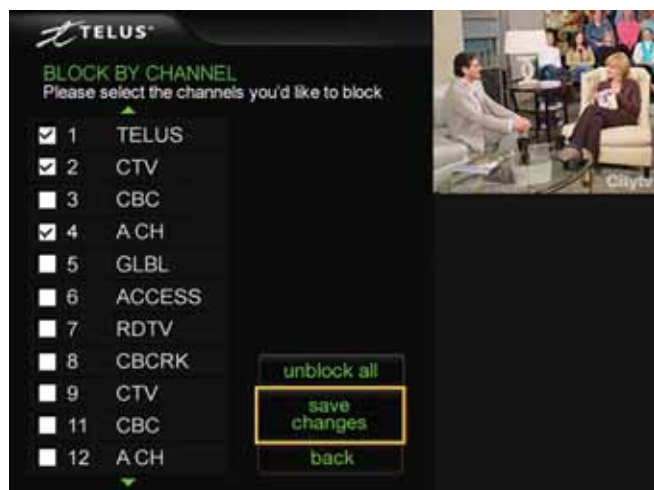 TELUS
BLOCK BY CHANNEL
Please select the channels you'd like to block
1 TELUS
2 CTV
3 CBC
4 A CH
5 GLBL
6 ACCESS
7 RDTV
8 CBCRK
9 CTV
11 CBC
12 A CH
unblock all
save
changes
back
Citytv